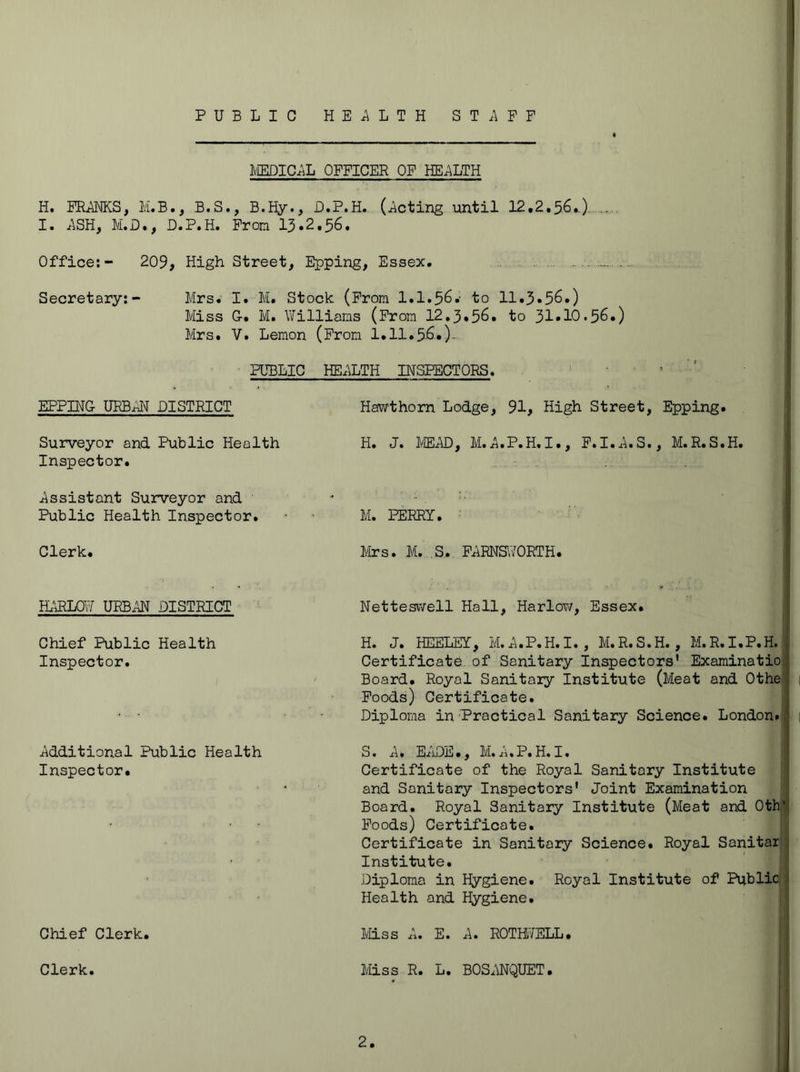 PUBLIC HEALTH STAFF
MEDICAL OFFICER OF HEALTH
H. FRANKS, M.B., B.S., B.Hy., D.P.H. (Acting until 12.2.56.)
I. ASH, M.D., D.P.H. From 13.2.56.
Office:- 209, High Street, Epping, Essex.
Secretary:- Mrs. I. M. Stock (From 1.1.56. to 11.3.56.)
Miss G. M. Williams (From 12.3.56. to 31.10.56.)
Mrs. V. Lemon (From 1.11.56.)
PUBLIC HEALTH INSPECTORS.
EPPING URBAN DISTRICT Hawthorn Lodge, 91, High Street, Epping.
Surveyor and Public Health H. J. MEAD, M.A.P.H.I., F.I.A.S., M.R.S.H.
Inspector.
Assistant Surveyor and
Public Health Inspector. M. PERRY.
Clerk. Mrs. M. S. FARNSWORTH.
HARLOW URBAN DISTRICT Netteswell Hall, Harlow, Essex.
Chief Public Health H. J. HEELEY, M.A.P.H.I., M.R.S.H., M.R.I.P.H.
Inspector. Certificate of Sanitary Inspectors' Examinatio
Board. Royal Sanitary Institute (Meat and Othe
Foods) Certificate.
Diploma in Practical Sanitary Science. London.
Additional Public Health S. A. EADE., M.A.P.H.I.
Inspector. Certificate of the Royal Sanitary Institute
and Sanitary Inspectors' Joint Examination
Board. Royal Sanitary Institute (Meat and Oth
Foods) Certificate.
Certificate in Sanitary Science. Royal Sanitar
Institute.
Diploma in Hygiene. Royal Institute of Public
Health and Hygiene.
Chief Clerk. Miss A. E. A. ROTHWELL.
Clerk. Miss R. L. BOSANQUET.
2.